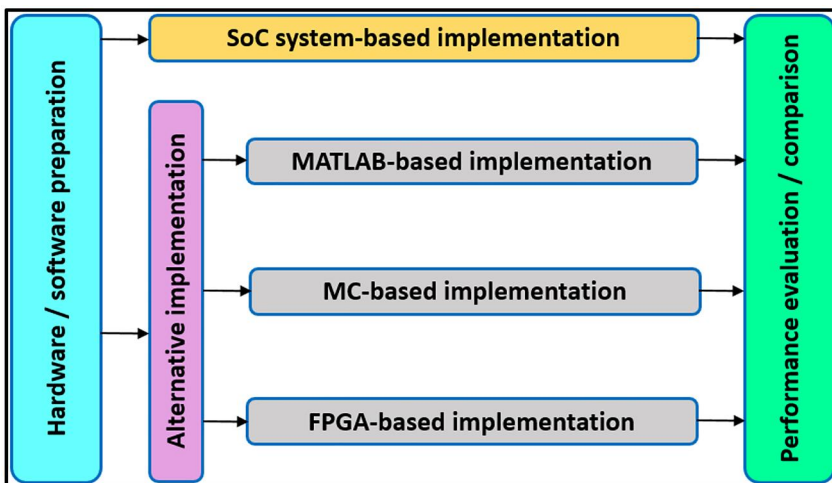 Hardware / software preparation
SoC system-based implementation
Alternative implementation
MATLAB-based implementation
MC-based implementation
FPGA-based implementation
Performance evaluation / comparison